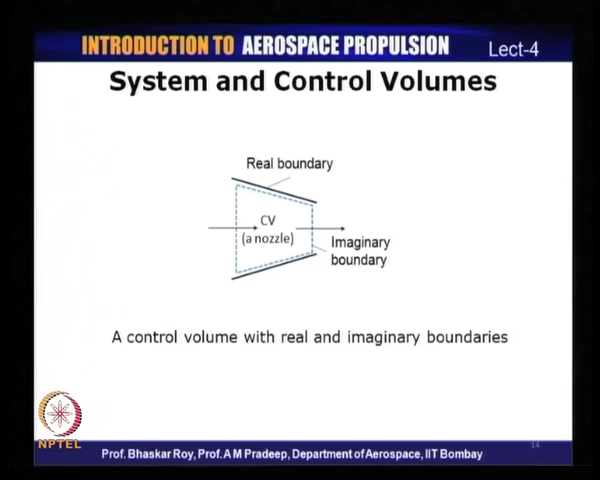 INTRODUCTION TO AEROSPACE PROPULSION
Lect-4
System and Control Volumes
Real boundary
CV
(a nozzle)
Imaginary
boundary
A control volume with real and imaginary boundaries
NPTEL
14
Prof. Bhaskar Roy, Prof. A M Pradeep, Department of Aerospace, IIT Bombay